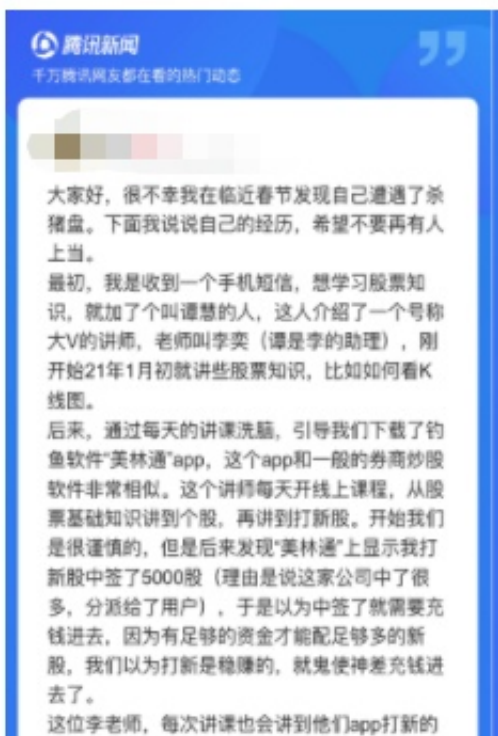 腾讯新闻
千万腾讯网友都在看的热门动态
大家好，很不幸我在临近春节发现自己遭遇了杀
猪盘。下面我说说自己的经历，希望不要再有人
上当。
最初，我是收到一个手机短信，想学习股票知
识，就加了个叫谭慧的人，这人介绍了一个号称
大V的讲师，老师叫李奕（谭是李的助理），刚
开始21年1月初就讲些股票知识，比如如何看K
线图。
后来，通过每天的讲课洗脑，引导我们下载了钓
鱼软件“美林通”app，这个app和一般的券商炒股
软件非常相似。这个讲师每天开线上课程，从股
票基础知识讲到个股，再讲到打新股。开始我们
是很谨慎的，但是后来发现“美林通”上显示我打
新股中签了5000股（理由是说这家公司中了很
多，分派给了用户），于是以为中签了就需要充
钱进去，因为有足够的资金才能配足够多的新
股，我们以为打新是稳赚的，就鬼使神差充钱进
去了。
这位李老师，每次讲课也会讲到他们app打新的